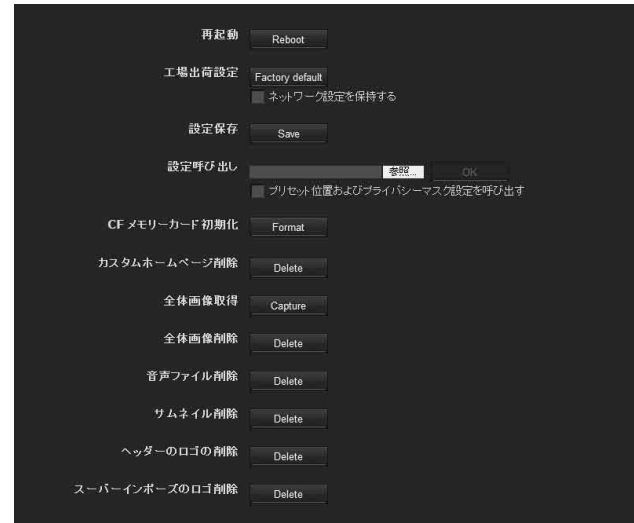 再起動 Reboot
工場出荷設定 Factory default
ネットワーク設定を保持する
設定保存 Save
設定呼び出し 参照... OK
プリセット位置およびプライバシーマスク設定を呼び出す
CFメモリーカード初期化 Format
カスタムホームページ削除 Delete
全体画像取得 Capture
全体画像削除 Delete
音声ファイル削除 Delete
サムネイル削除 Delete
ヘッダーのロゴの削除 Delete
スーパーインポーズのロゴ削除 Delete